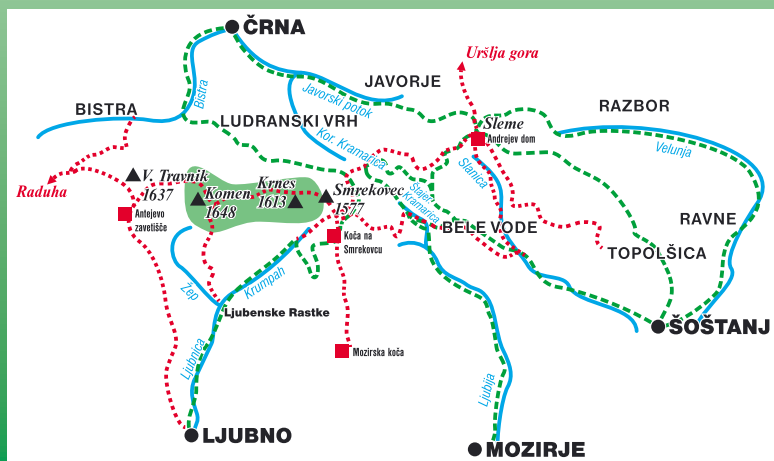 ČRNA
Uršlja gora
JAVORJE
Bistra
Javorski potok
BISTRA
RAZBOR
LUDRANSKI VRH
Sleme
Andrejev dom
Kor. Kramarica
Velunja
Slanica
V. Travnik
1637
Raduha
Komen
1648
Krnes
1613
Smrekovec
1577
Štajer.
Kramarica
Antejevo
zavetišče
RAVNE
BELE VODE
Koča na
Smrekovcu
TOPOLŠICA
Žep
Krumpah
Ljubenske Rastke
ŠOŠTANJ
Ljubnica
Mozirska koča
Ljubija
LJUBNO
MOZIRJE